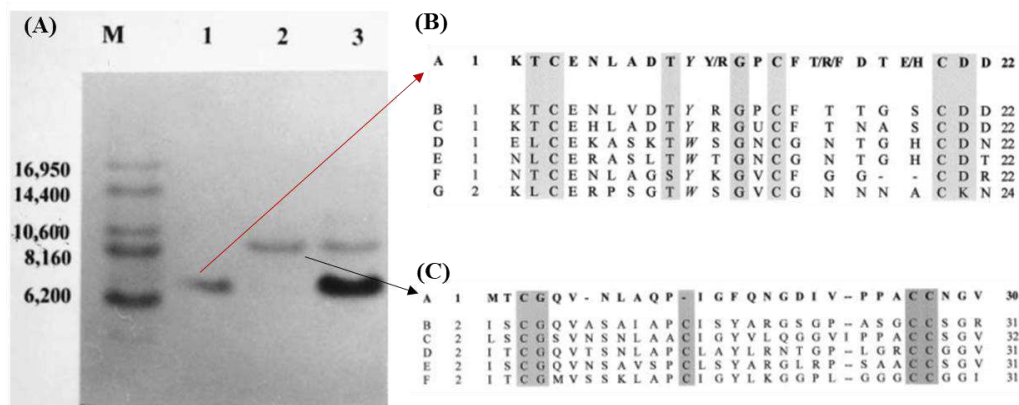 (A)
M 1 2 3
16,950
14,400
10,600
8,160
6,200
(B)
A 1 K T C E N L A D T Y Y/R G P C F T/R/F D T E/H C D D 22
B 1 K T C E N L V D T Y R G P C F T T G S C D D 22
C 1 K T C E H L A D T Y R G U C F T N A S C D D 22
D 1 E L C E K A S K T W S G N C G N T G H C D N 22
E 1 N L C E R A S L T W T G N C G N T G H C D T 22
F 1 N T C E N L A G S Y K G V C F G G - - C D R 22
G 2 K L C E R P S G T W S G V C G N N N A C K N 24
(C)
A 1 M T C G Q V - N L A Q P - I G F Q N G D I V -- P P A C C N G V 30
B 2 I S C G Q V A S A I A P C I S Y A R G S G P -- A S G C C S G R 31
C 2 L S C G S V N S N L A A C I G Y V L Q G G V I P P A C C S G V 32
D 2 I T C G Q V T S N L A P C L A Y L R N T G P -- L G R C C G G V 31
E 2 I T C G Q V N S A V S P C L S Y A R G L R P -- S A A C C S G V 31
F 2 I T C G M V S S K L A P C I G Y L K G G P L -- G G G C C G G I 31